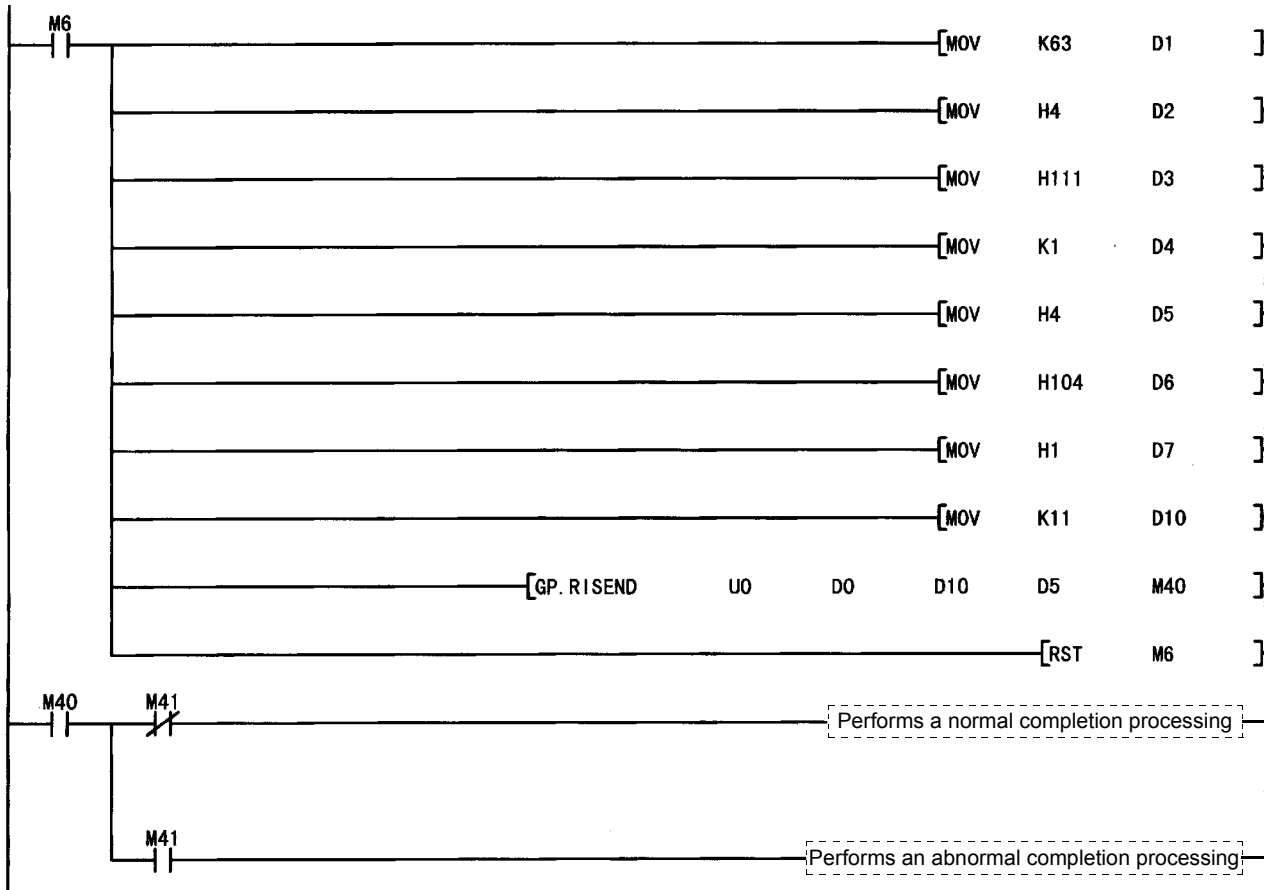 M6
[MOV K63 D1 ]
[MOV H4 D2 ]
[MOV H111 D3 ]
[MOV K1 D4 ]
[MOV H4 D5 ]
[MOV H104 D6 ]
[MOV H1 D7 ]
[MOV K11 D10 ]
[GP.RISEND U0 D0 D10 D5 M40 ]
[RST M6 ]
M40 M41
Performs a normal completion processing
M41
Performs an abnormal completion processing